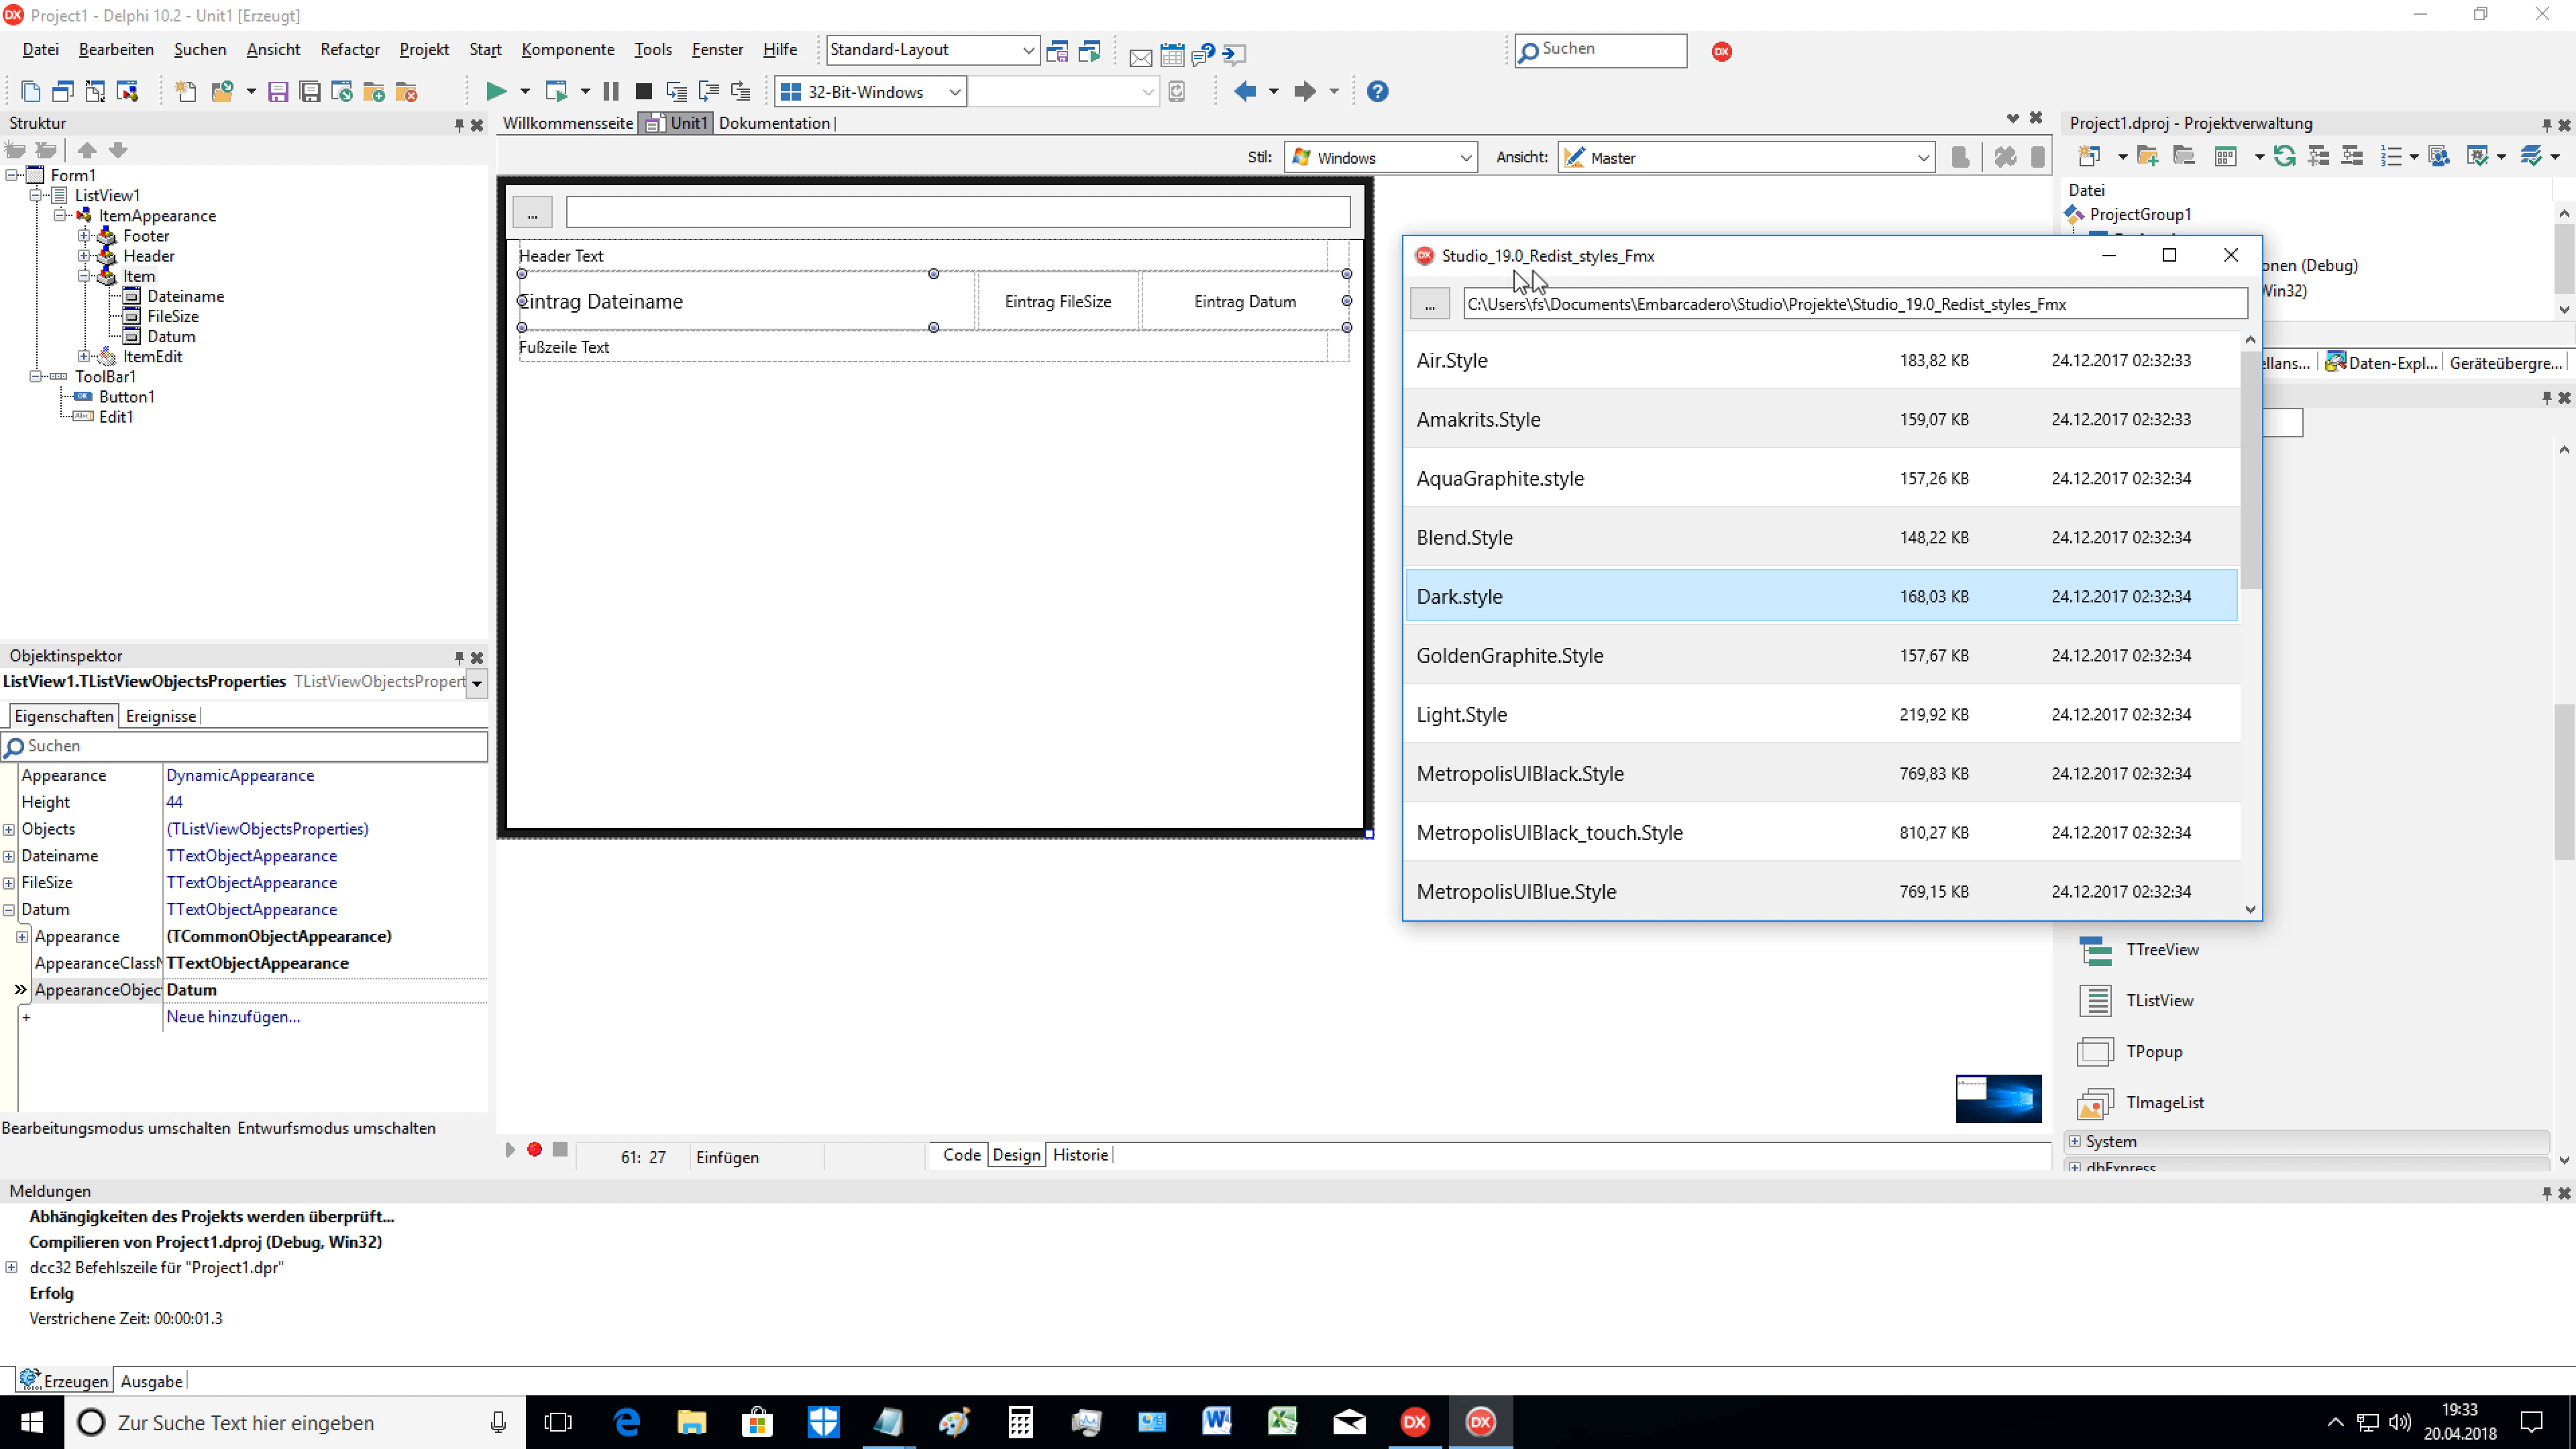 Project1 - Delphi 10.2 - Unit1 [Erzeugt]
Datei Bearbeiten Suchen Ansicht Refactor Projekt Start Komponente Tools Fenster Hilfe Standard-Layout Suchen
32-Bit-Windows
Struktur
Form1
ListView1
ItemAppearance
Footer
Header
Item
Dateiname
FileSize
Datum
ItemEdit
ToolBar1
Button1
Edit1
Objektinspektor
ListView1.TListViewObjectsProperties TListViewObjectsPropert
Eigenschaften Ereignisse
Suchen
Appearance DynamicAppearance
Height 44
Objects (TListViewObjectsProperties)
Dateiname TTextObjectAppearance
FileSize TTextObjectAppearance
Datum TTextObjectAppearance
Appearance (TCommonObjectAppearance)
AppearanceClassN TTextObjectAppearance
AppearanceObjec Datum
Neue hinzufügen...
Bearbeitungsmodus umschalten Entwurfsmodus umschalten
Willkommensseite Unit1 Dokumentation
Stil: Windows Ansicht: Master
...
Header Text
Eintrag Dateiname Eintrag FileSize Eintrag Datum
Fußzeile Text
61: 27 Einfügen Code Design Historie
Studio_19.0_Redist_styles_Fmx
... C:\Users\fs\Documents\Embarcadero\Studio\Projekte\Studio_19.0_Redist_styles_Fmx
Air.Style 183,82 KB 24.12.2017 02:32:33
Amakrits.Style 159,07 KB 24.12.2017 02:32:33
AquaGraphite.style 157,26 KB 24.12.2017 02:32:34
Blend.Style 148,22 KB 24.12.2017 02:32:34
Dark.style 168,03 KB 24.12.2017 02:32:34
GoldenGraphite.Style 157,67 KB 24.12.2017 02:32:34
Light.Style 219,92 KB 24.12.2017 02:32:34
MetropolisUIBlack.Style 769,83 KB 24.12.2017 02:32:34
MetropolisUIBlack_touch.Style 810,27 KB 24.12.2017 02:32:34
MetropolisUIBlue.Style 769,15 KB 24.12.2017 02:32:34
Project1.dproj - Projektverwaltung
Datei
ProjectGroup1
onen (Debug)
Win32)
ellans... Daten-Expl... Geräteübergre...
TTreeView
TListView
TPopup
TImageList
System
dbExpress
Meldungen
Abhängigkeiten des Projekts werden überprüft...
Compilieren von Project1.dproj (Debug, Win32)
dcc32 Befehlszeile für "Project1.dpr"
Erfolg
Verstrichene Zeit: 00:00:01.3
Erzeugen Ausgabe
Zur Suche Text hier eingeben
19:33
20.04.2018